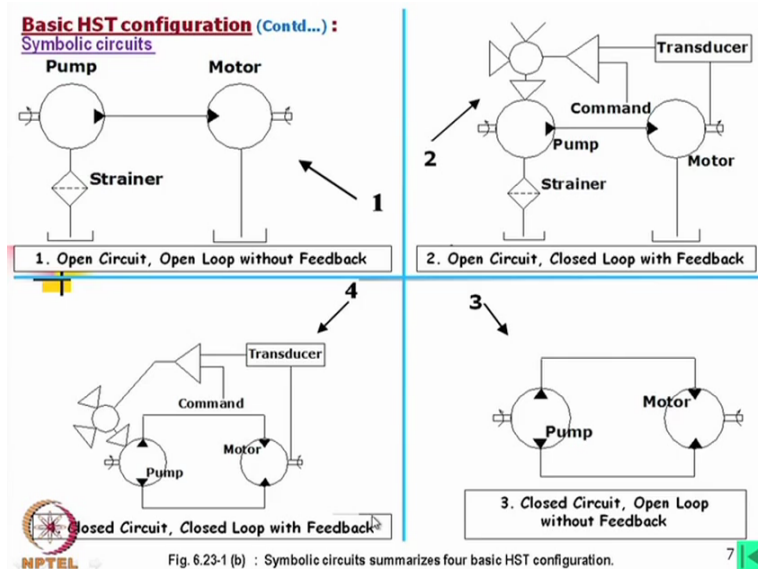 Basic HST configuration (Contd...) :
Symbolic circuits
Pump
Motor
Strainer
1
1. Open Circuit, Open Loop without Feedback
Transducer
Command
2
Pump
Motor
Strainer
2. Open Circuit, Closed Loop with Feedback
4
Transducer
Command
Motor
Pump
losed Circuit, Closed Loop with Feedback
3
Motor
Pump
3. Closed Circuit, Open Loop
without Feedback
NPTEL
Fig. 6.23-1 (b) : Symbolic circuits summarizes four basic HST configuration.
7